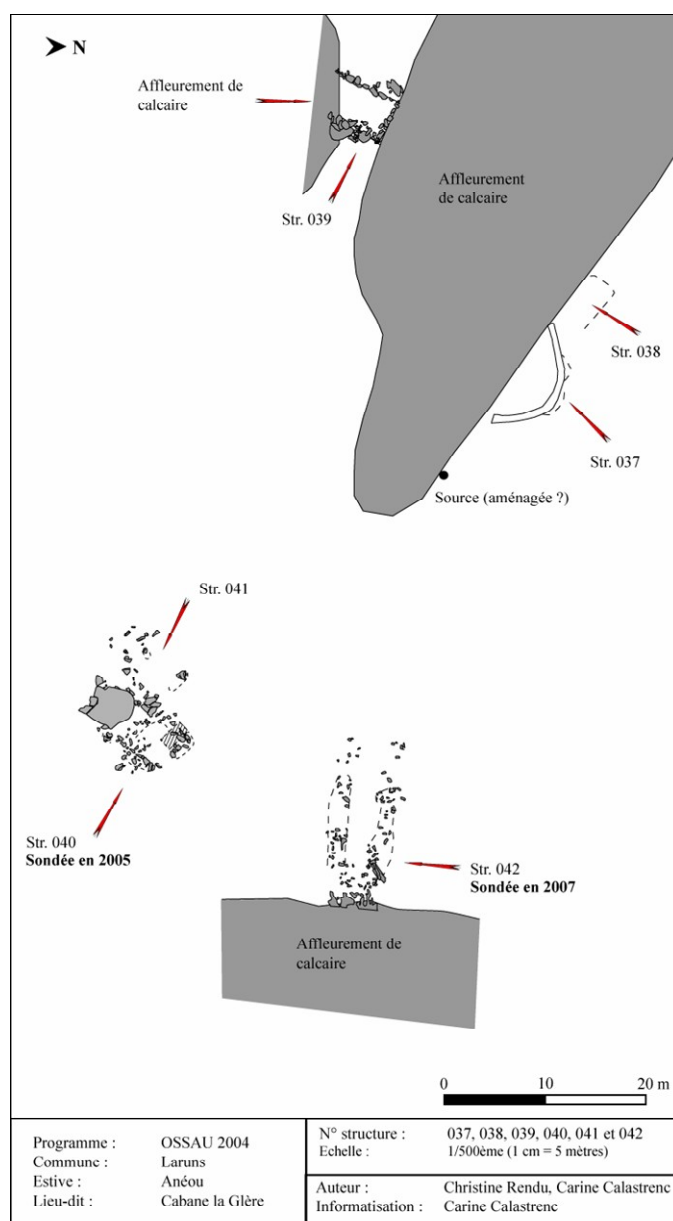 N
Affleurement de
calcaire
Affleurement
de calcaire
Str. 039
Str. 038
Str. 037
Source (aménagée ?)
Str. 041
Str. 040
Sondée en 2005
Str. 042
Sondée en 2007
Affleurement de
calcaire
0 10 20 m
Programme : OSSAU 2004
Commune : Laruns
Estive : Anéou
Lieu-dit : Cabane la Glère
N° structure : 037, 038, 039, 040, 041 et 042
Echelle : 1/500ème (1 cm = 5 mètres)
Auteur : Christine Rendu, Carine Calastrenc
Informatisation : Carine Calastrenc